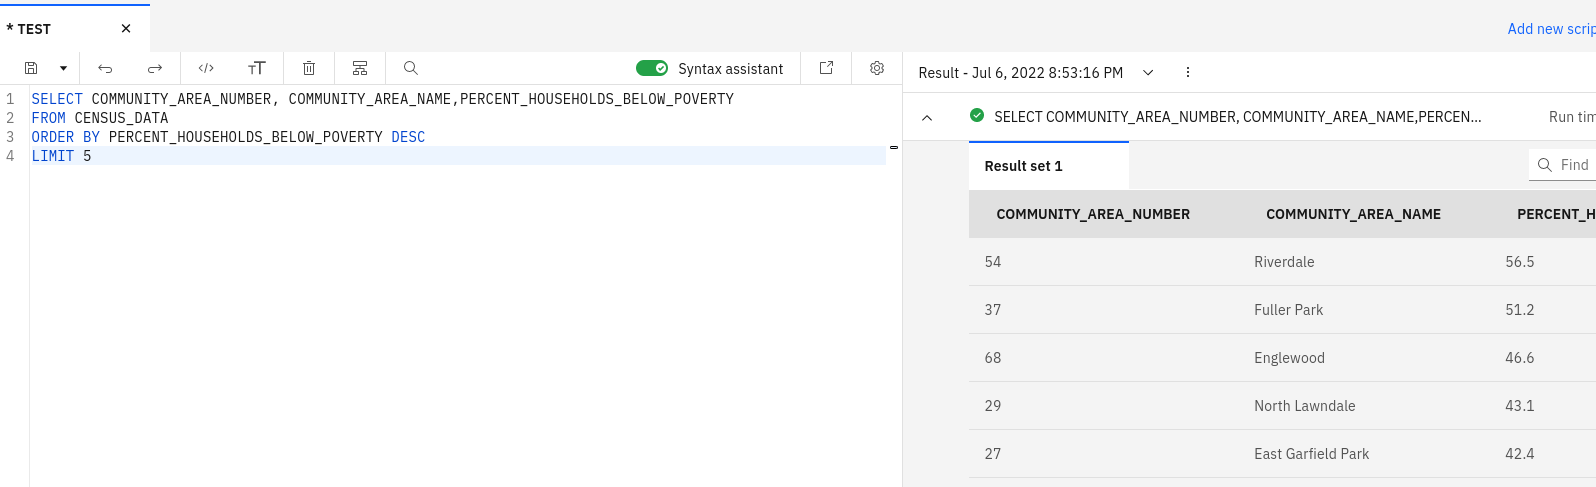 * TEST ×
Add new scrip
</> TT Syntax assistant
Result - Jul 6, 2022 8:53:16 PM
1 SELECT COMMUNITY_AREA_NUMBER, COMMUNITY_AREA_NAME,PERCENT_HOUSEHOLDS_BELOW_POVERTY
2 FROM CENSUS_DATA
3 ORDER BY PERCENT_HOUSEHOLDS_BELOW_POVERTY DESC
4 LIMIT 5
SELECT COMMUNITY_AREA_NUMBER, COMMUNITY_AREA_NAME,PERCEN... Run tim
Result set 1 Find
COMMUNITY_AREA_NUMBER COMMUNITY_AREA_NAME PERCENT_H
54 Riverdale 56.5
37 Fuller Park 51.2
68 Englewood 46.6
29 North Lawndale 43.1
27 East Garfield Park 42.4